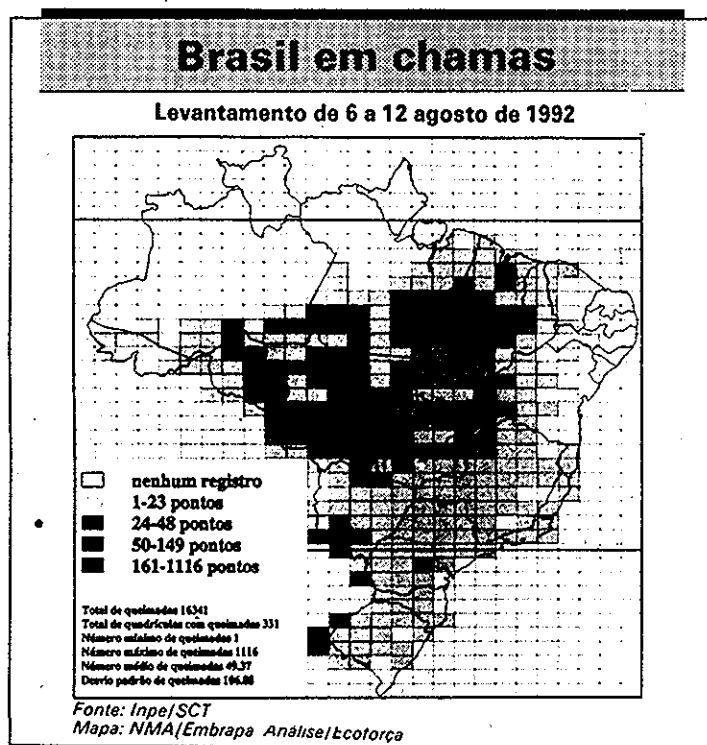 Brasil em chamas
Levantamento de 6 a 12 agosto de 1992
nenhum registro
1-23 pontos
24-48 pontos
50-149 pontos
161-1116 pontos
Total de queimadas 16341
Total de quadrículas com queimadas 331
Número mínimo de queimadas 1
Número máximo de queimadas 1116
Número médio de queimadas 49.37
Desvio padrão de queimadas 106.08
Fonte: Inpe/SCT
Mapa: NMA/Embrapa Análise/Ecoforça